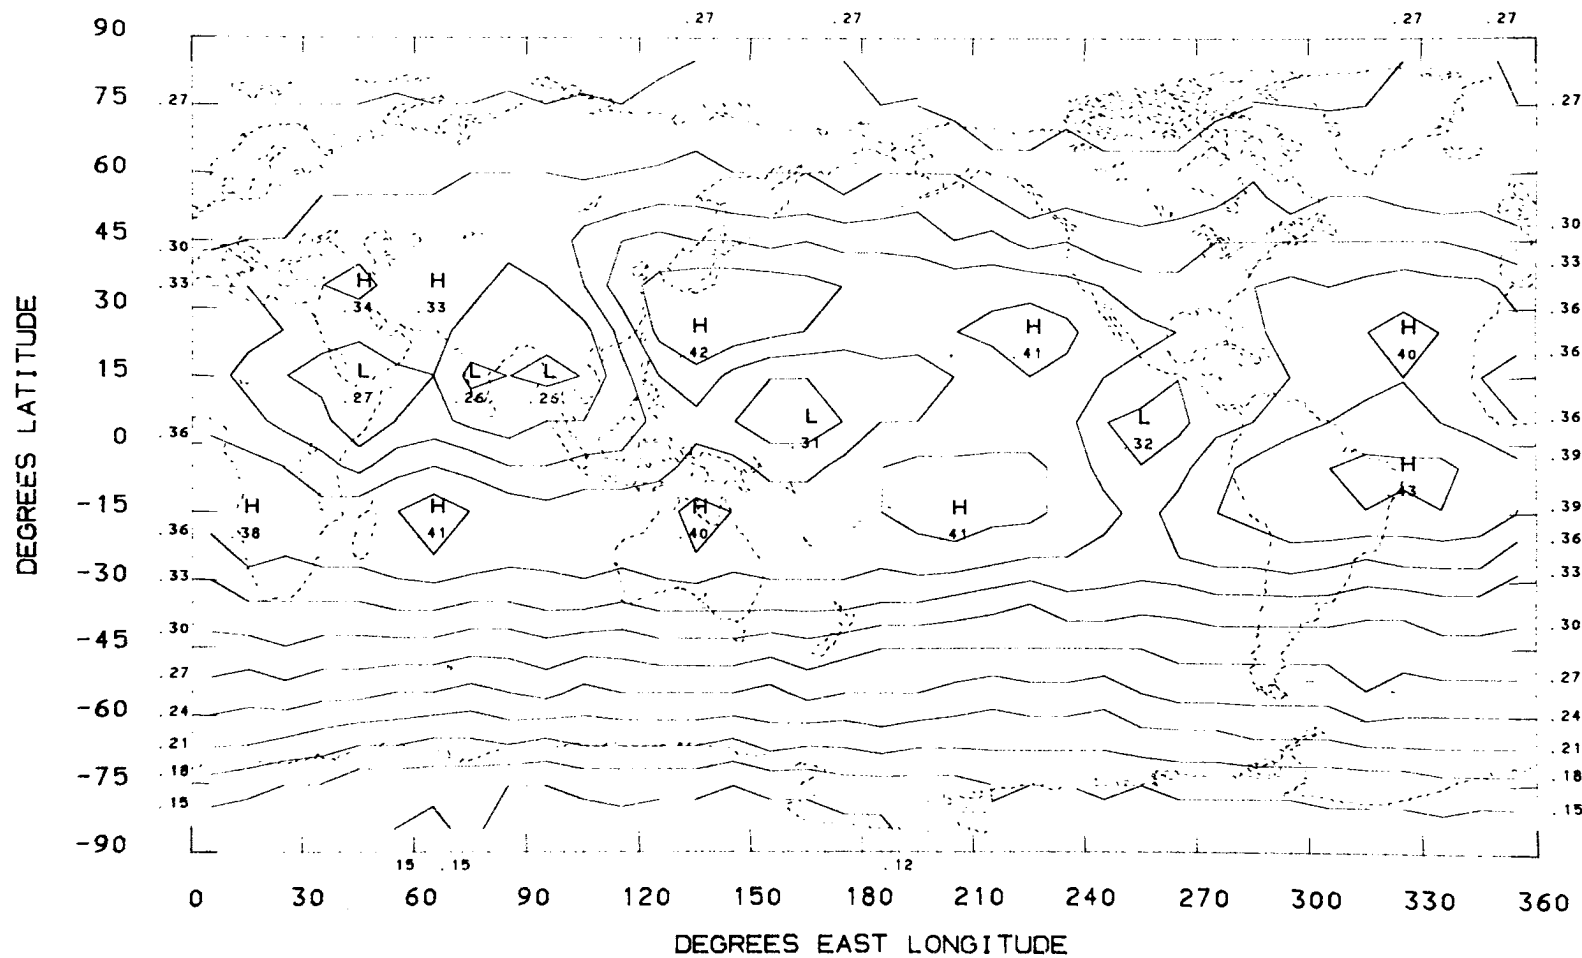 .27 .27 .27 .27
90
75 .27 .27
60
45 .30 .30
.33 .33
H H
.34 .33
30 .36
H H H
.42 .41 .40
.36
15 L L L
.27 .26 .26
.36
0 .36 L L
.31 .32
.39
H
.43
-15 H H H H .39
.38 .41 .40 .41
.36 .36
-30 .33 .33
-45 .30 .30
.27 .27
-60 .24 .24
.21 .21
-75 .18 .18
.15 .15
-90
15 .15 .12
0 30 60 90 120 150 180 210 240 270 300 330 360
DEGREES EAST LONGITUDE
DEGREES LATITUDE